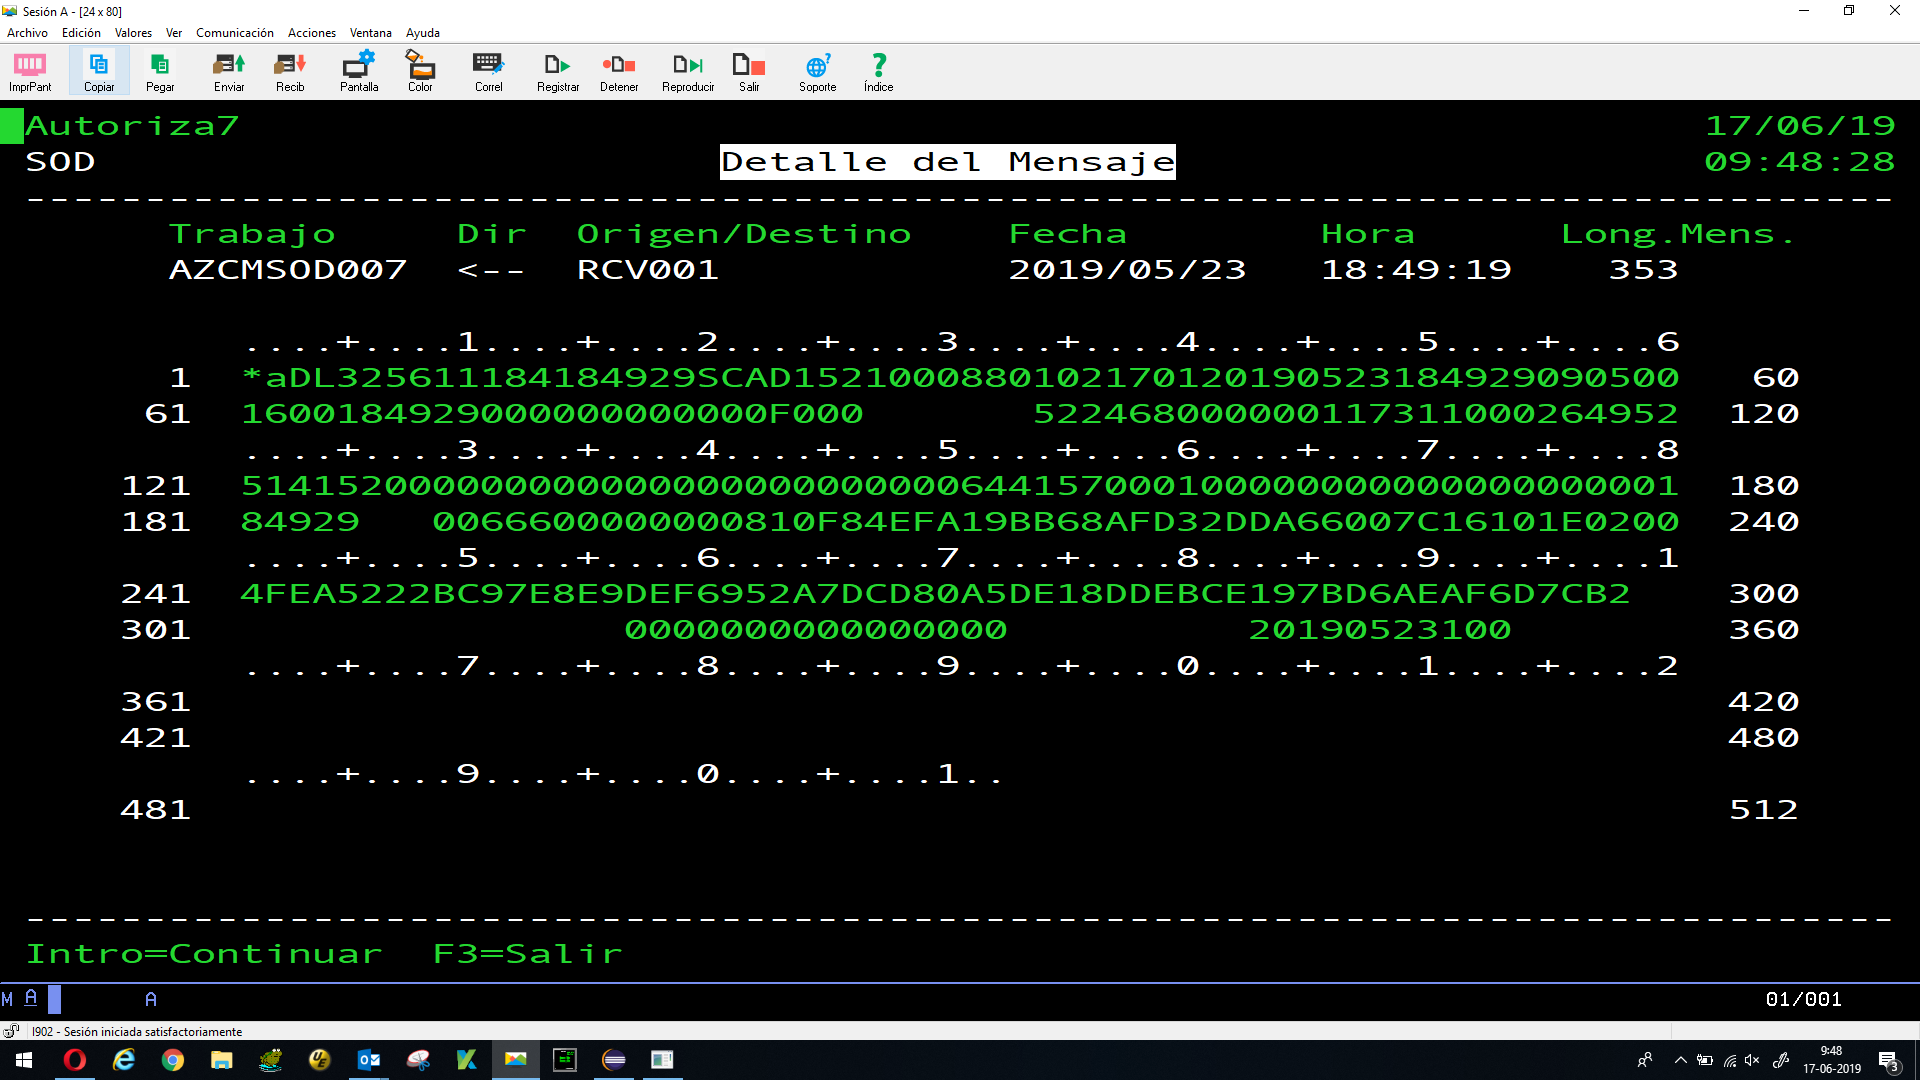 Sesión A - [24 x 80]
Archivo Edición Valores Ver Comunicación Acciones Ventana Ayuda
ImprPant Copiar Pegar Enviar Recib Pantalla Color Correl Registrar Detener Reproducir Salir Soporte Índice
Autoriza7 17/06/19
SOD Detalle del Mensaje 09:48:28
------------------------------------------------------------------------------
Trabajo Dir Origen/Destino Fecha Hora Long.Mens.
AZCMSOD007 <-- RCV001 2019/05/23 18:49:19 353
....+....1....+....2....+....3....+....4....+....5....+....6
1 *aDL325611184184929SCAD1521000880102170120190523184929090500 60
61 16001849290000000000000F000       522468000000117311000264952 120
....+....3....+....4....+....5....+....6....+....7....+....8
121 514152000000000000000000000000644157000100000000000000000001 180
181 84929   0066600000000810F84EFA19BB68AFD32DDA66007C16101E0200 240
....+....5....+....6....+....7....+....8....+....9....+....1
241 4FEA5222BC97E8E9DEF6952A7DCD80A5DE18DDEBCE197BD6AEAF6D7CB2 300
301 0000000000000000          20190523100 360
....+....7....+....8....+....9....+....0....+....1....+....2
361 420
421 480
....+....9....+....0....+....1..
481 512
------------------------------------------------------------------------------
Intro=Continuar F3=Salir
M A A 01/001
I902 - Sesión iniciada satisfactoriamente
9:48
17-06-2019
3